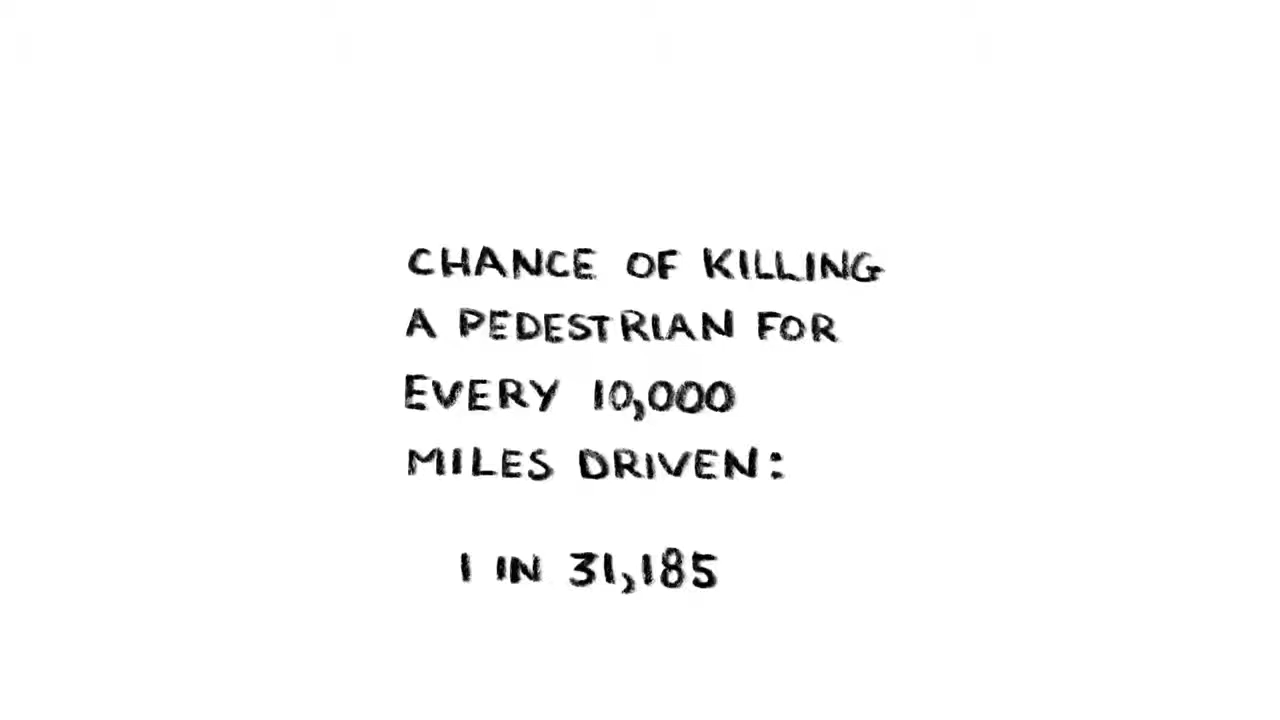 CHANCE OF KILLING
A PEDESTRIAN FOR
EVERY 10,000
MILES DRIVEN:
1 IN 31,185